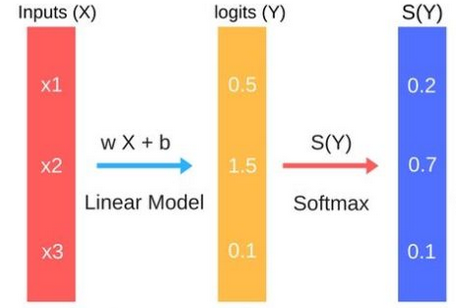 Inputs (X)
logits (Y)
S(Y)
x1
0.5
0.2
w X + b
S(Y)
x2
1.5
0.7
Linear Model
Softmax
x3
0.1
0.1